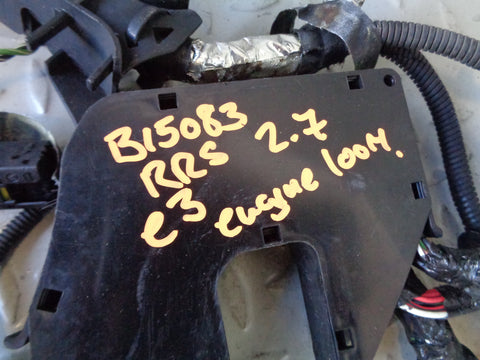 B15083
RRS 2.7
e3 engine loom.